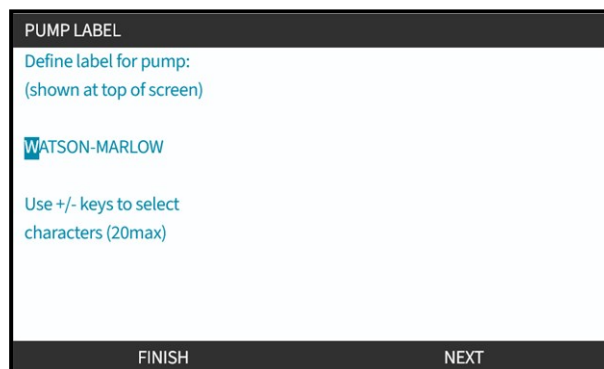 PUMP LABEL
Define label for pump:
(shown at top of screen)
WATSON-MARLOW
Use +/- keys to select
characters (20max)
FINISH NEXT